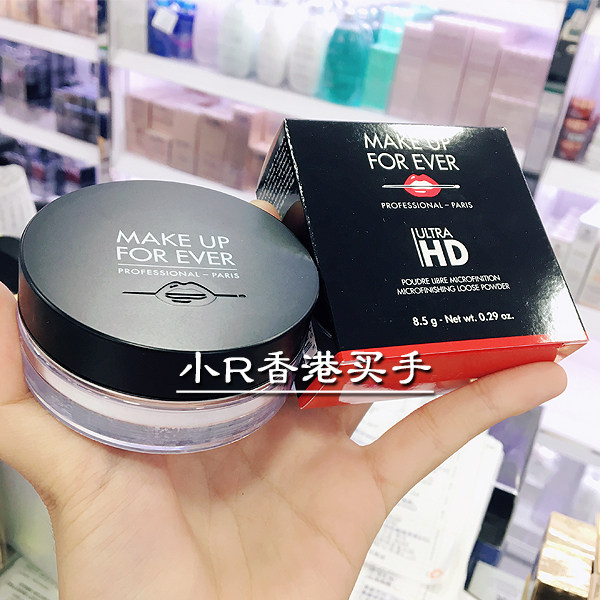 MAKE UP
FOR EVER
PROFESSIONAL – PARIS
MAKE UP
FOR EVER
PROFESSIONAL – PARIS
ULTRA
HD
POUDRE LIBRE MICROFINITION
MICROFINISHING LOOSE POWDER
8.5 g - Net wt. 0.29 oz.
小R香港买手